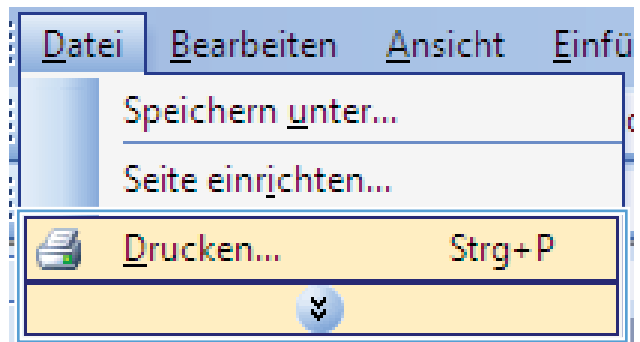 Datei Bearbeiten Ansicht
Speichern unter...
Seite einrichten...
Drucken... Strg+P